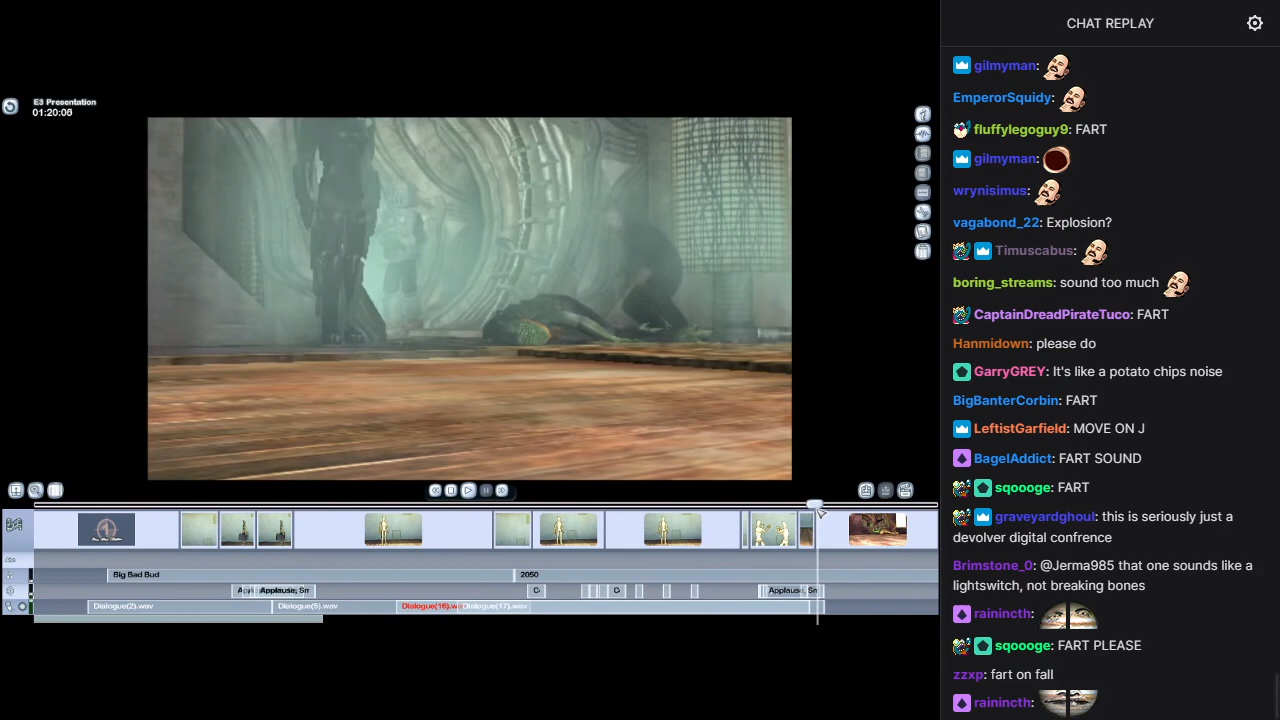 CHAT REPLAY
E3 Presentation
01:20:06
gilmyman:
EmperorSquidy:
fluffylegoguy9: FART
gilmyman:
wrynisimus:
vagabond_22: Explosion?
Timuscabus:
boring_streams: sound too much
CaptainDreadPirateTuco: FART
Hanmidown: please do
GarryGREY: It's like a potato chips noise
BigBanterCorbin: FART
LeftistGarfield: MOVE ON J
BagelAddict: FART SOUND
sqoooge: FART
graveyardghoul: this is seriously just a
devolver digital confrence
Brimstone_0: @Jerma985 that one sounds like a
lightswitch, not breaking bones
rainincth:
sqoooge: FART PLEASE
zzxp: fart on fall
rainincth:
Big Bad Bud
2050
Applause, Sn
C
C
Applause, Sn
Dialogue(2).wav
Dialogue(5).wav
Dialogue(16).w
Dialogue(17).wav